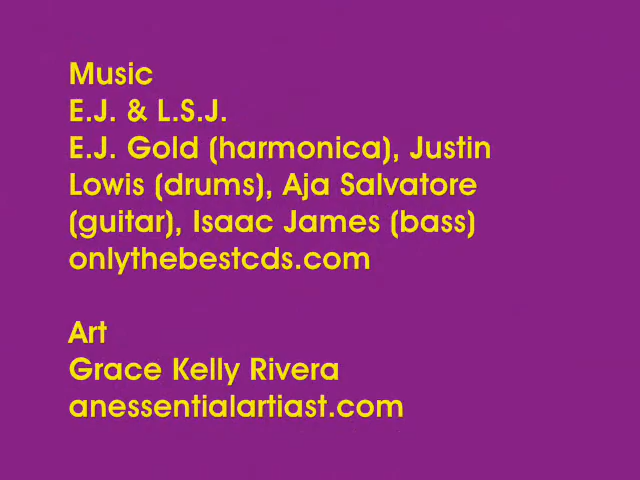 Music
E.J. & L.S.J.
E.J. Gold (harmonica), Justin
Lowis (drums), Aja Salvatore
(guitar), Isaac James (bass)
onlythebestcds.com
Art
Grace Kelly Rivera
anessentialartiast.com